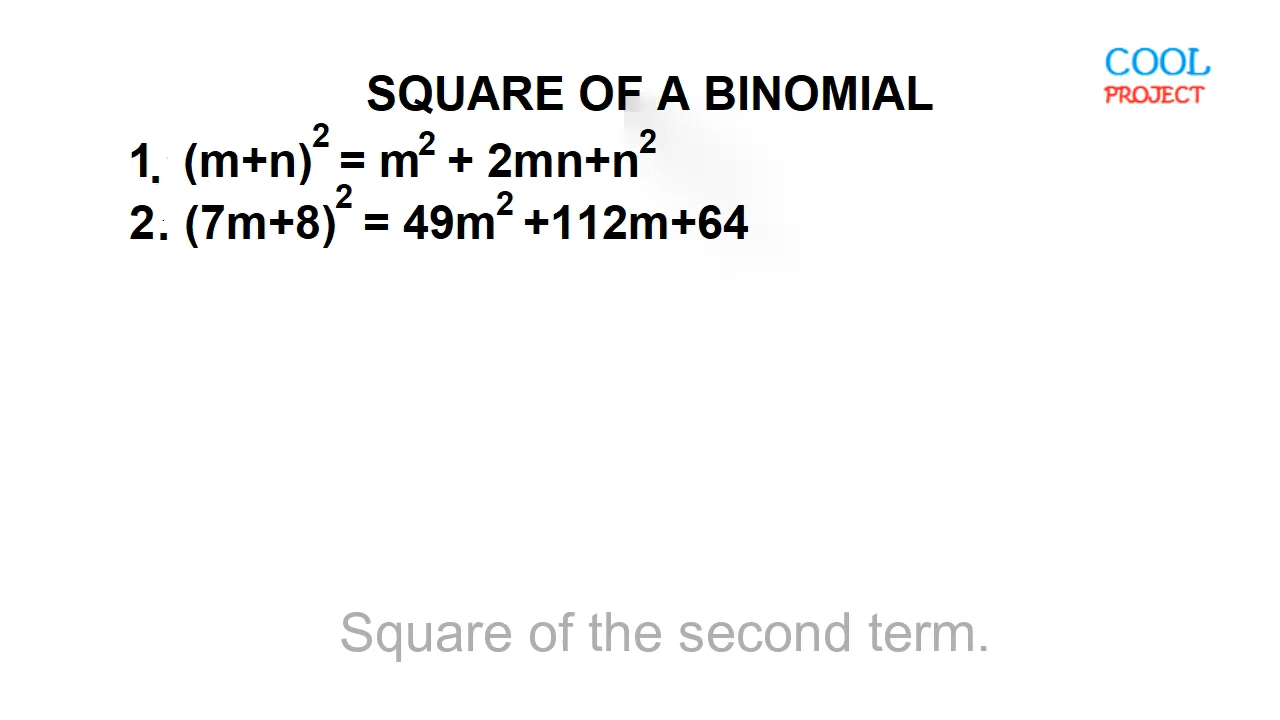 COOL
PROJECT
SQUARE OF A BINOMIAL
1. (m+n)² = m² + 2mn+n²
2. (7m+8)² = 49m² +112m+64
Square of the second term.